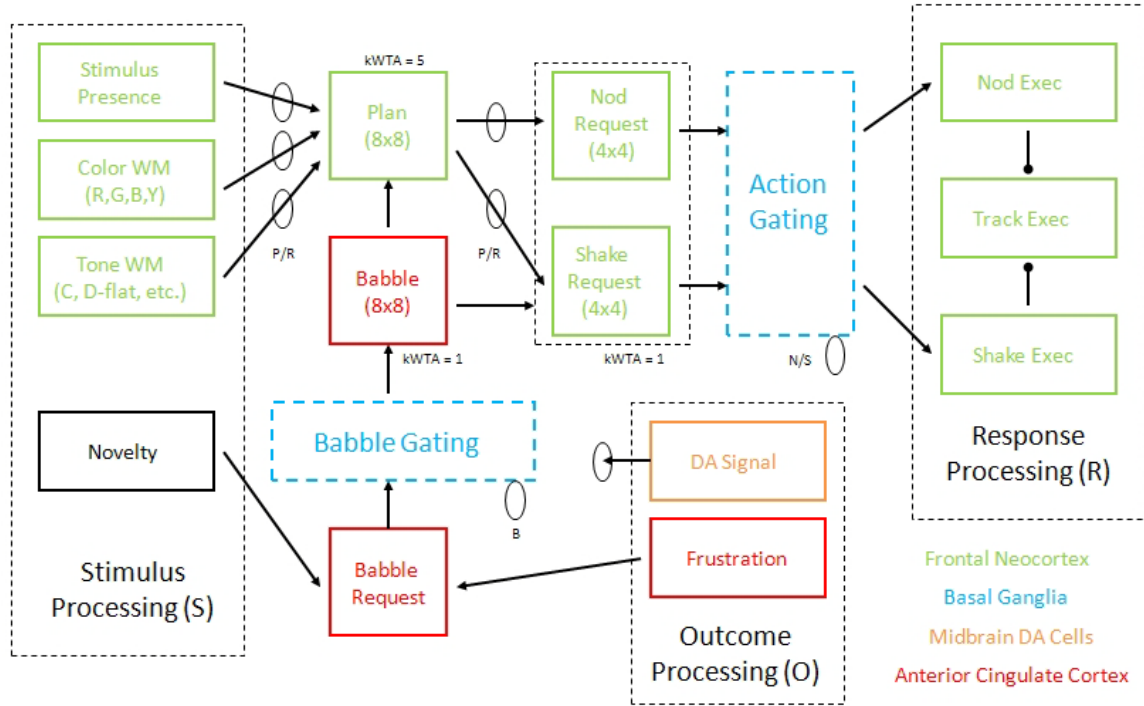 Stimulus
Presence
Color WM
(R,G,B,Y)
Tone WM
(C, D-flat, etc.)
Novelty
Stimulus
Processing (S)
P/R
kWTA = 5
Plan
(8x8)
Babble
(8x8)
kWTA = 1
Babble Gating
B
Babble
Request
P/R
Nod
Request
(4x4)
Shake
Request
(4x4)
kWTA = 1
Action
Gating
N/S
DA Signal
Frustration
Outcome
Processing (O)
Nod Exec
Track Exec
Shake Exec
Response
Processing (R)
Frontal Neocortex
Basal Ganglia
Midbrain DA Cells
Anterior Cingulate Cortex